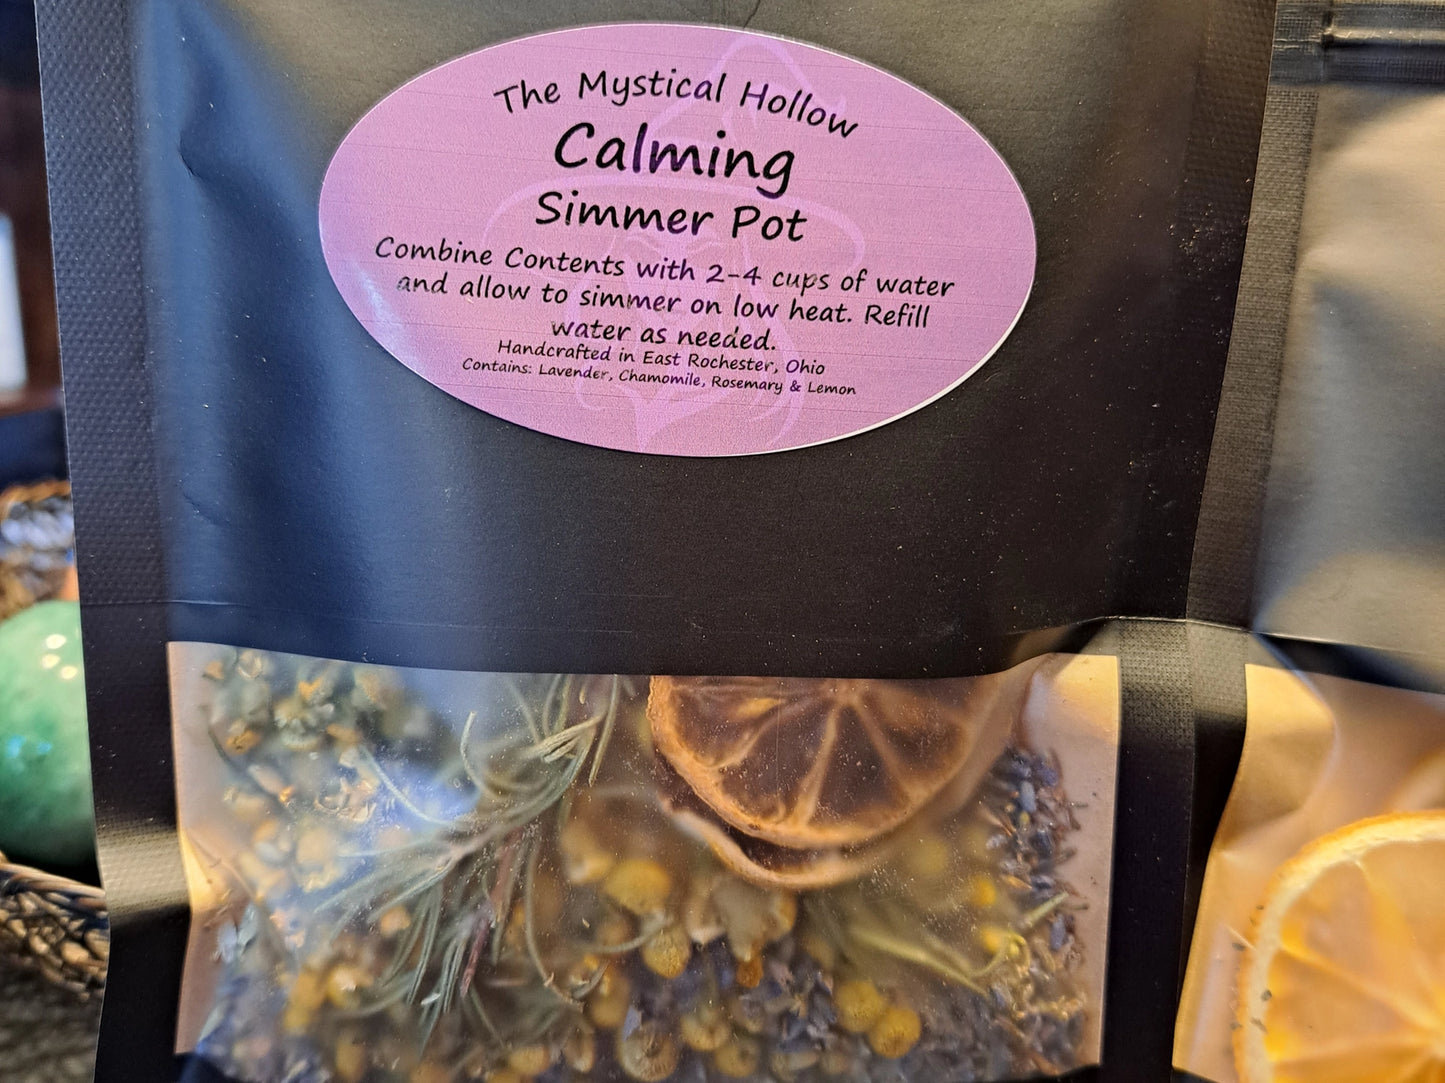 The Mystical Hollow
Calming
Simmer Pot
Combine Contents with 2-4 cups of water
and allow to simmer on low heat. Refill
water as needed.
Handcrafted in East Rochester, Ohio
Contains: Lavender, Chamomile, Rosemary & Lemon